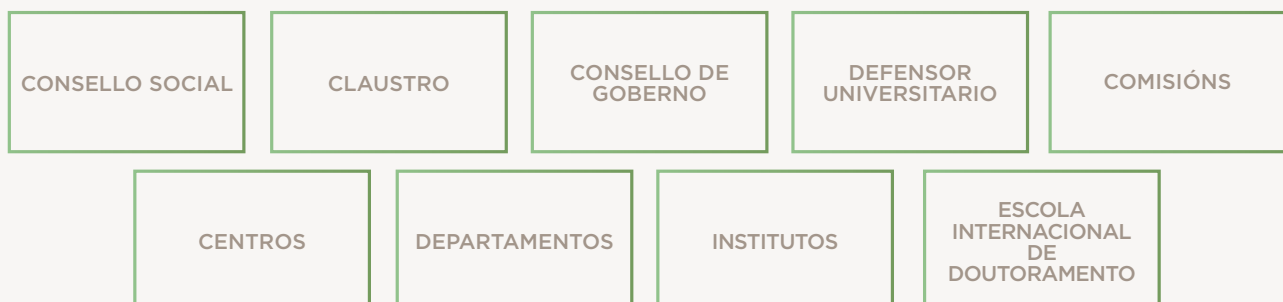 CONSELLO SOCIAL
CLAUSTRO
CONSELLO DE
GOBERNO
DEFENSOR
UNIVERSITARIO
COMISIÓNS
CENTROS
DEPARTAMENTOS
INSTITUTOS
ESCOLA
INTERNACIONAL
DE
DOUTORAMENTO